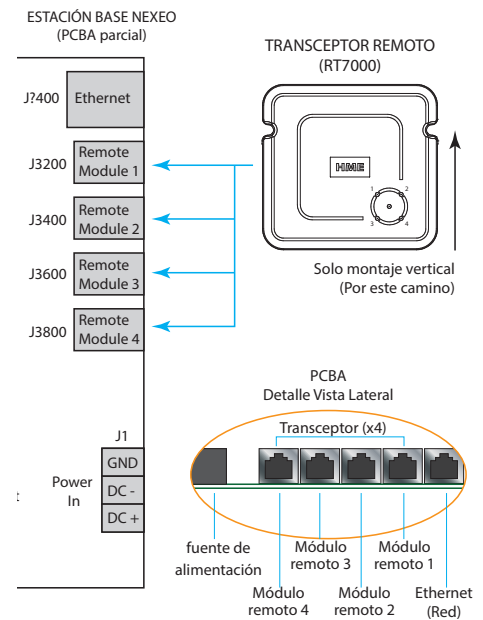 ESTACIÓN BASE NEXEO
(PCBA parcial)
TRANSCEPTOR REMOTO
(RT7000)
J?400
Ethernet
J3200
Remote
Module 1
J3400
Remote
Module 2
J3600
Remote
Module 3
J3800
Remote
Module 4
HME
1
2
3
4
Solo montaje vertical
(Por este camino)
J1
GND
DC -
DC +
Power
In
t
PCBA
Detalle Vista Lateral
Transceptor (x4)
fuente de
alimentación
Módulo
remoto 3
Módulo
remoto 1
Módulo
remoto 4
Módulo
remoto 2
Ethernet
(Red)